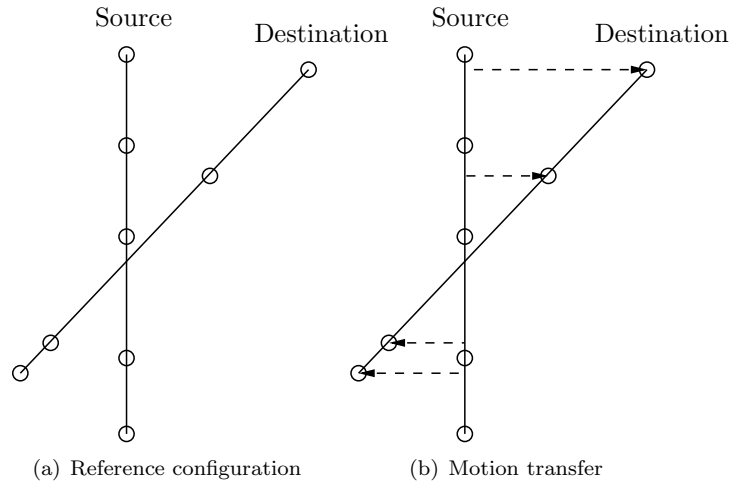 Source
Destination
Source
Destination
(a) Reference configuration
(b) Motion transfer